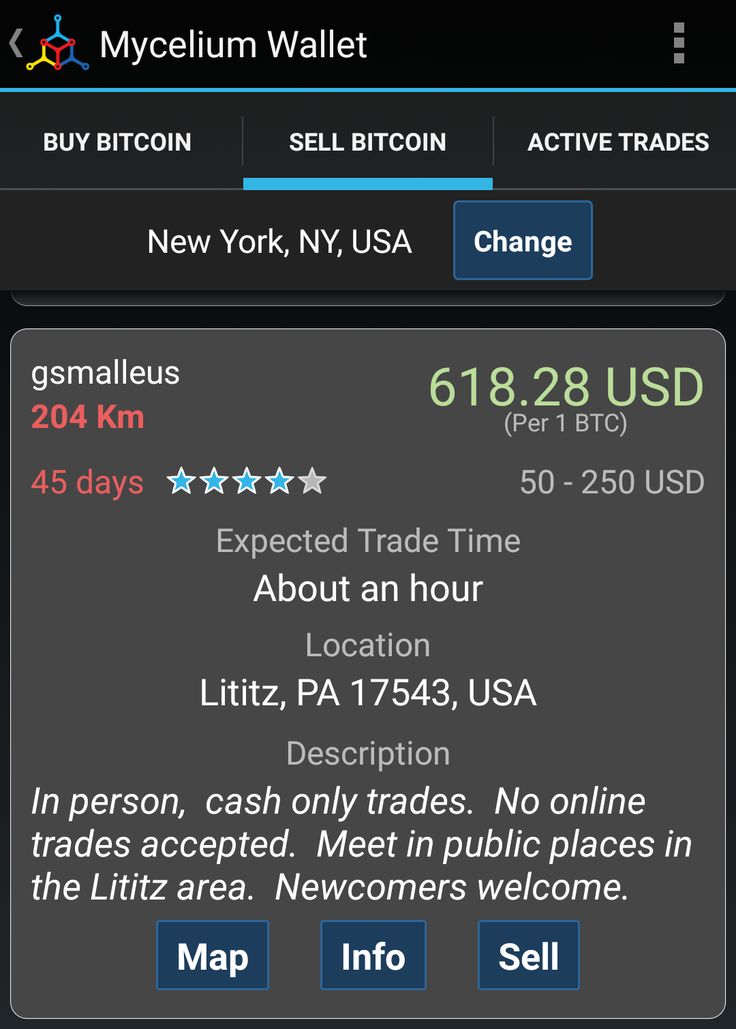 Mycelium Wallet
BUY BITCOIN
SELL BITCOIN
ACTIVE TRADES
New York, NY, USA
Change
gsmalleus
618.28 USD
204 Km
(Per 1 BTC)
45 days
50 - 250 USD
Expected Trade Time
About an hour
Location
Lititz, PA 17543, USA
Description
In person,  cash only trades.  No online
trades accepted.  Meet in public places in
the Lititz area.  Newcomers welcome.
Map
Info
Sell